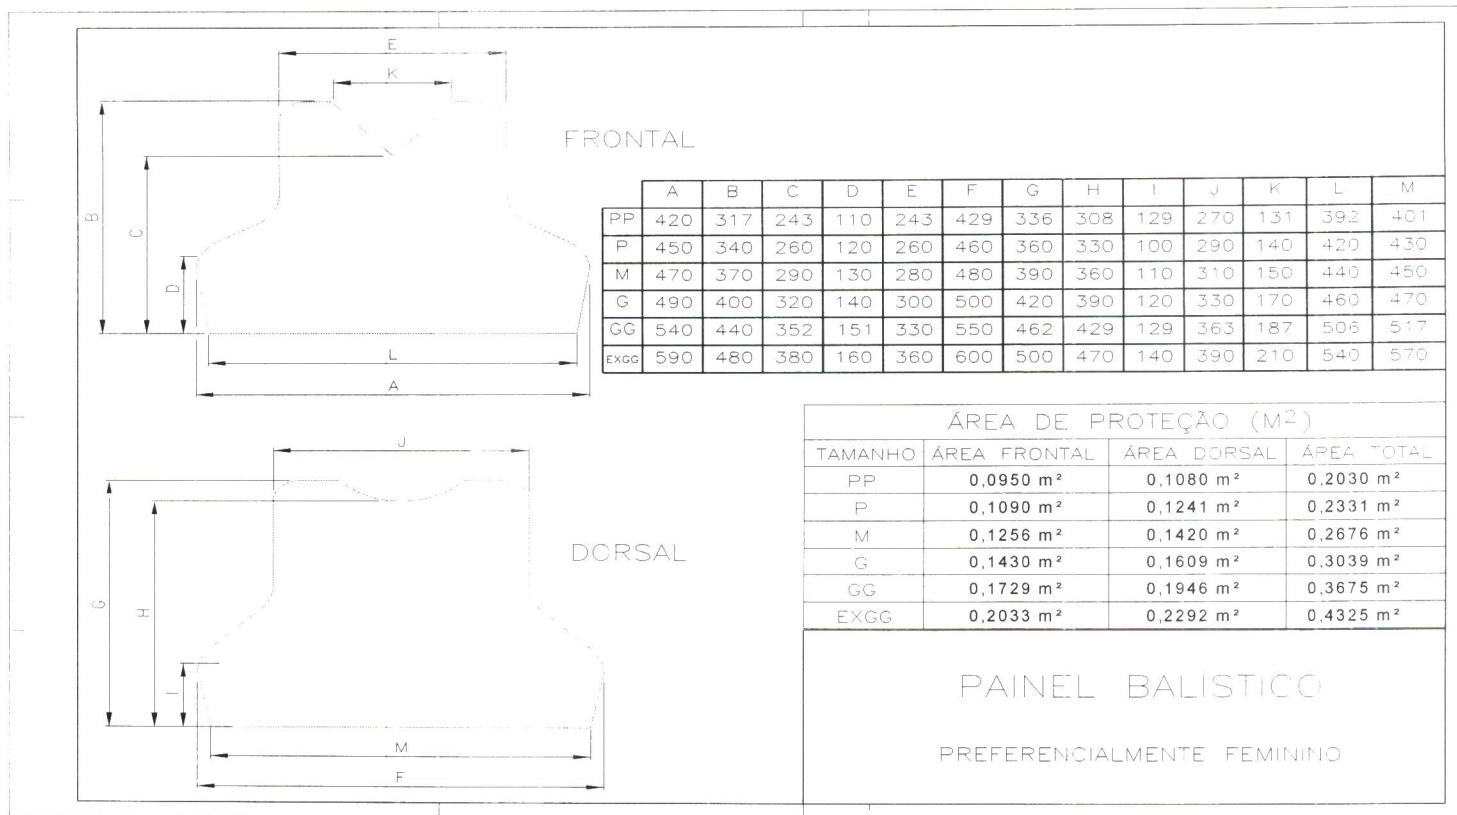 E
K
FRONTAL
B
C
D
L
A
A B C D E F G H I J K L M
PP 420 317 243 110 243 429 336 308 129 270 131 392 401
P 450 340 260 120 260 460 360 330 100 290 140 420 430
M 470 370 290 130 280 480 390 360 110 310 150 440 450
G 490 400 320 140 300 500 420 390 120 330 170 460 470
GG 540 440 352 151 330 550 462 429 129 363 187 506 517
EXGG 590 480 380 160 360 600 500 470 140 390 210 540 570
J
DORSAL
G
H
I
M
F
ÁREA DE PROTEÇÃO (M2)
TAMANHO ÁREA FRONTAL ÁREA DORSAL ÁREA TOTAL
PP 0,0950 m² 0,1080 m² 0,2030 m²
P 0,1090 m² 0,1241 m² 0,2331 m²
M 0,1256 m² 0,1420 m² 0,2676 m²
G 0,1430 m² 0,1609 m² 0,3039 m²
GG 0,1729 m² 0,1946 m² 0,3675 m²
EXGG 0,2033 m² 0,2292 m² 0,4325 m²
PAINEL BALÍSTICO
PREFERENCIALMENTE FEMININO